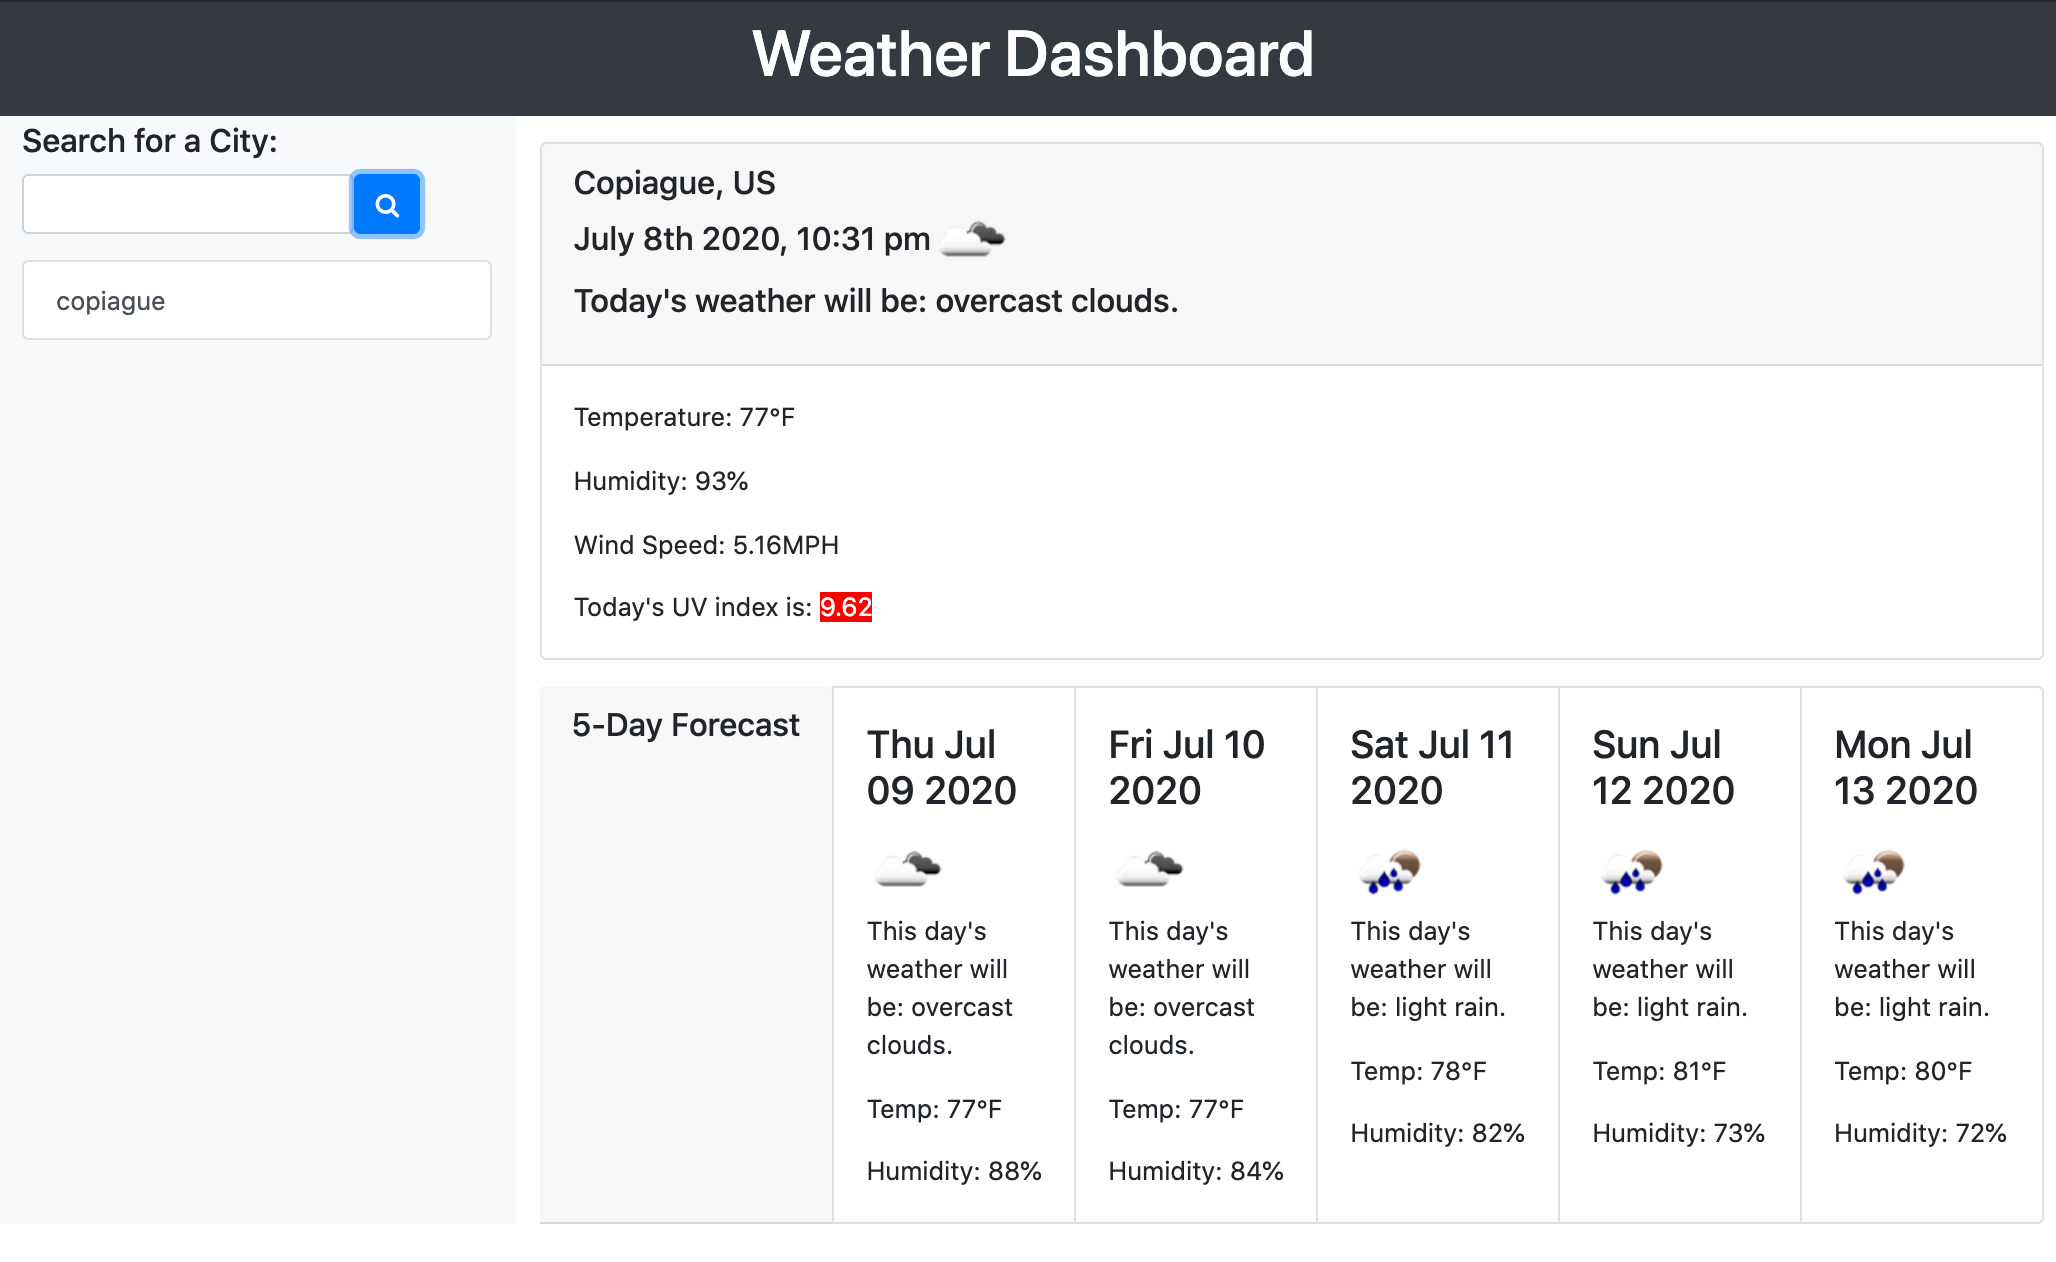 Weather Dashboard
Search for a City:
copiague
Copiague, US
July 8th 2020, 10:31 pm
Today's weather will be: overcast clouds.
Temperature: 77°F
Humidity: 93%
Wind Speed: 5.16MPH
Today's UV index is: 9.62
5-Day Forecast
Thu Jul
09 2020
This day's
weather will
be: overcast
clouds.
Temp: 77°F
Humidity: 88%
Fri Jul 10
2020
This day's
weather will
be: overcast
clouds.
Temp: 77°F
Humidity: 84%
Sat Jul 11
2020
This day's
weather will
be: light rain.
Temp: 78°F
Humidity: 82%
Sun Jul
12 2020
This day's
weather will
be: light rain.
Temp: 81°F
Humidity: 73%
Mon Jul
13 2020
This day's
weather will
be: light rain.
Temp: 80°F
Humidity: 72%